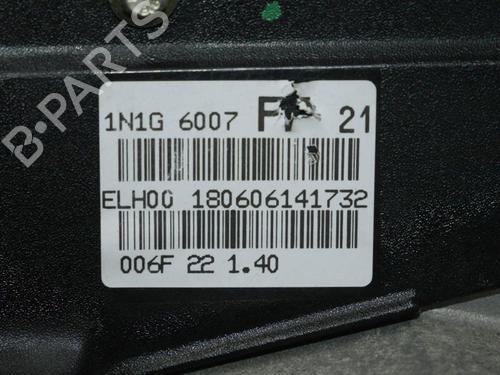 1N1G 6007 21
ELH00 180606141732
006F 22 1.40
B·PARTS